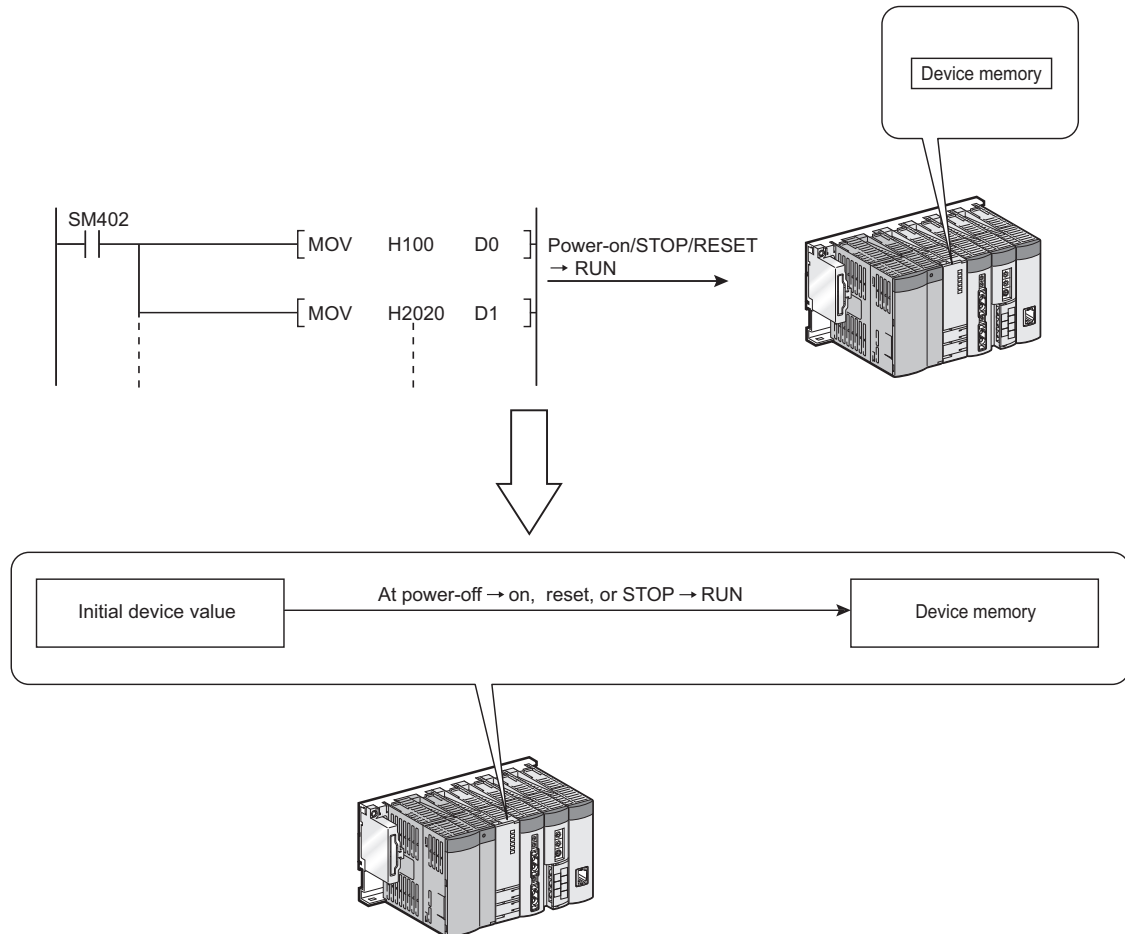 Device memory
SM402
MOV H100 D0
Power-on/STOP/RESET
→ RUN
MOV H2020 D1
Initial device value
At power-off → on, reset, or STOP → RUN
Device memory